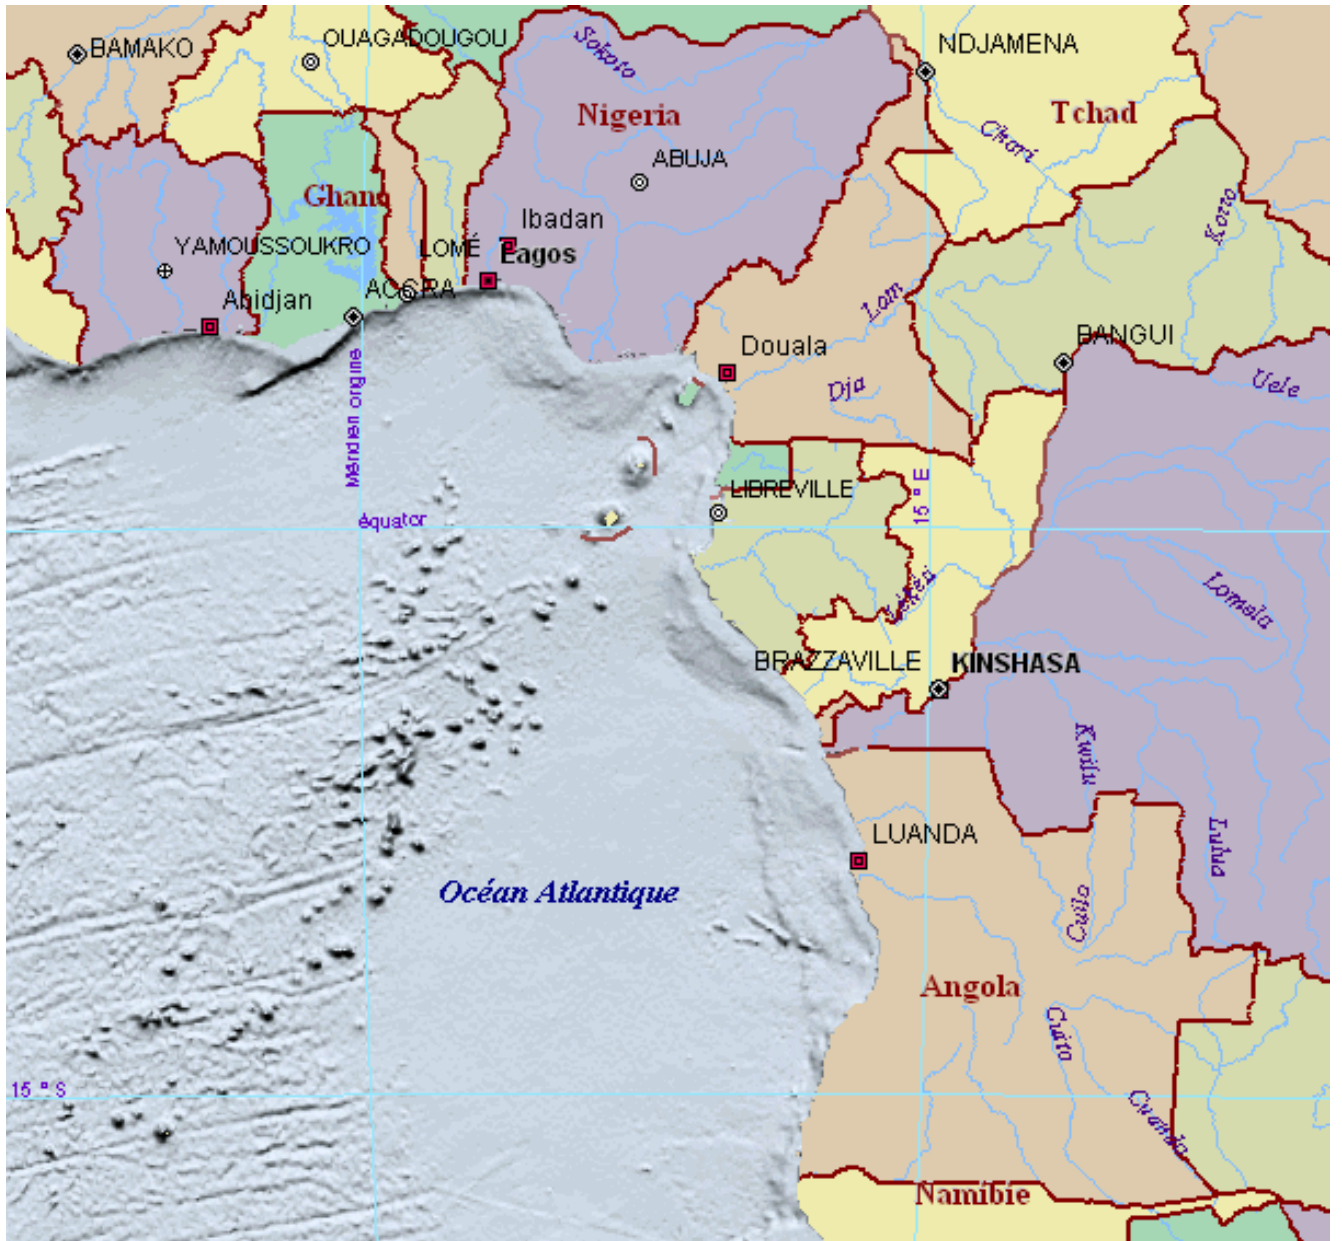 BAMAKO
OUAGADOUGOU
Sokoto
NDJAMENA
Nigeria
Tchad
Chari
ABUJA
Ghana
Korro
Ibadan
YAMOUSSOUKRO
LOMÉ
Lagos
Abidjan
ACCRA
Lom
BANGUI
Douala
Uele
Dja
Méridien origine
LIBREVILLE
15 ° E
équator
Lomela
BRAZZAVILLE
KINSHASA
Kwilu
LUANDA
Lulua
Océan Atlantique
Angola
Cuito
15 ° S
Cuando
Namibie